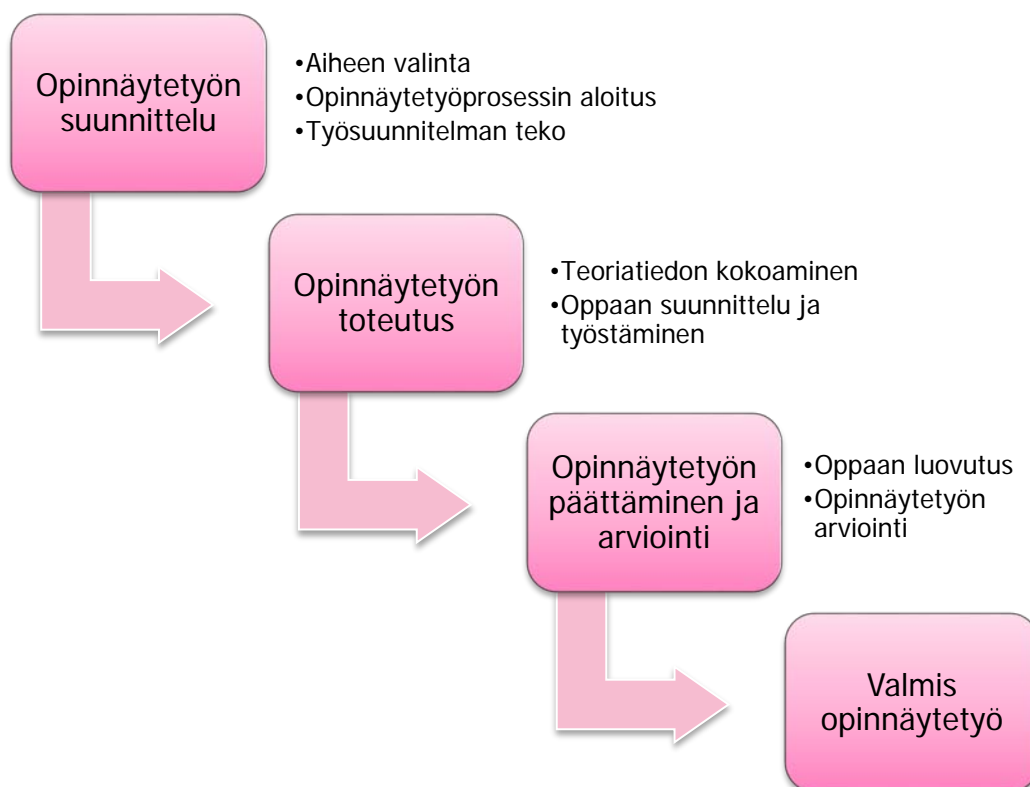 Opinnäytetyön
suunnittelu
•Aiheen valinta
•Opinnäytetyöprosessin aloitus
•Työsuunnitelman teko
Opinnäytetyön
toteutus
•Teoriatiedon kokoaminen
•Oppaan suunnittelu ja
työstäminen
Opinnäytetyön
päättäminen ja
arviointi
•Oppaan luovutus
•Opinnäytetyön
arviointi
Valmis
opinnäytetyö